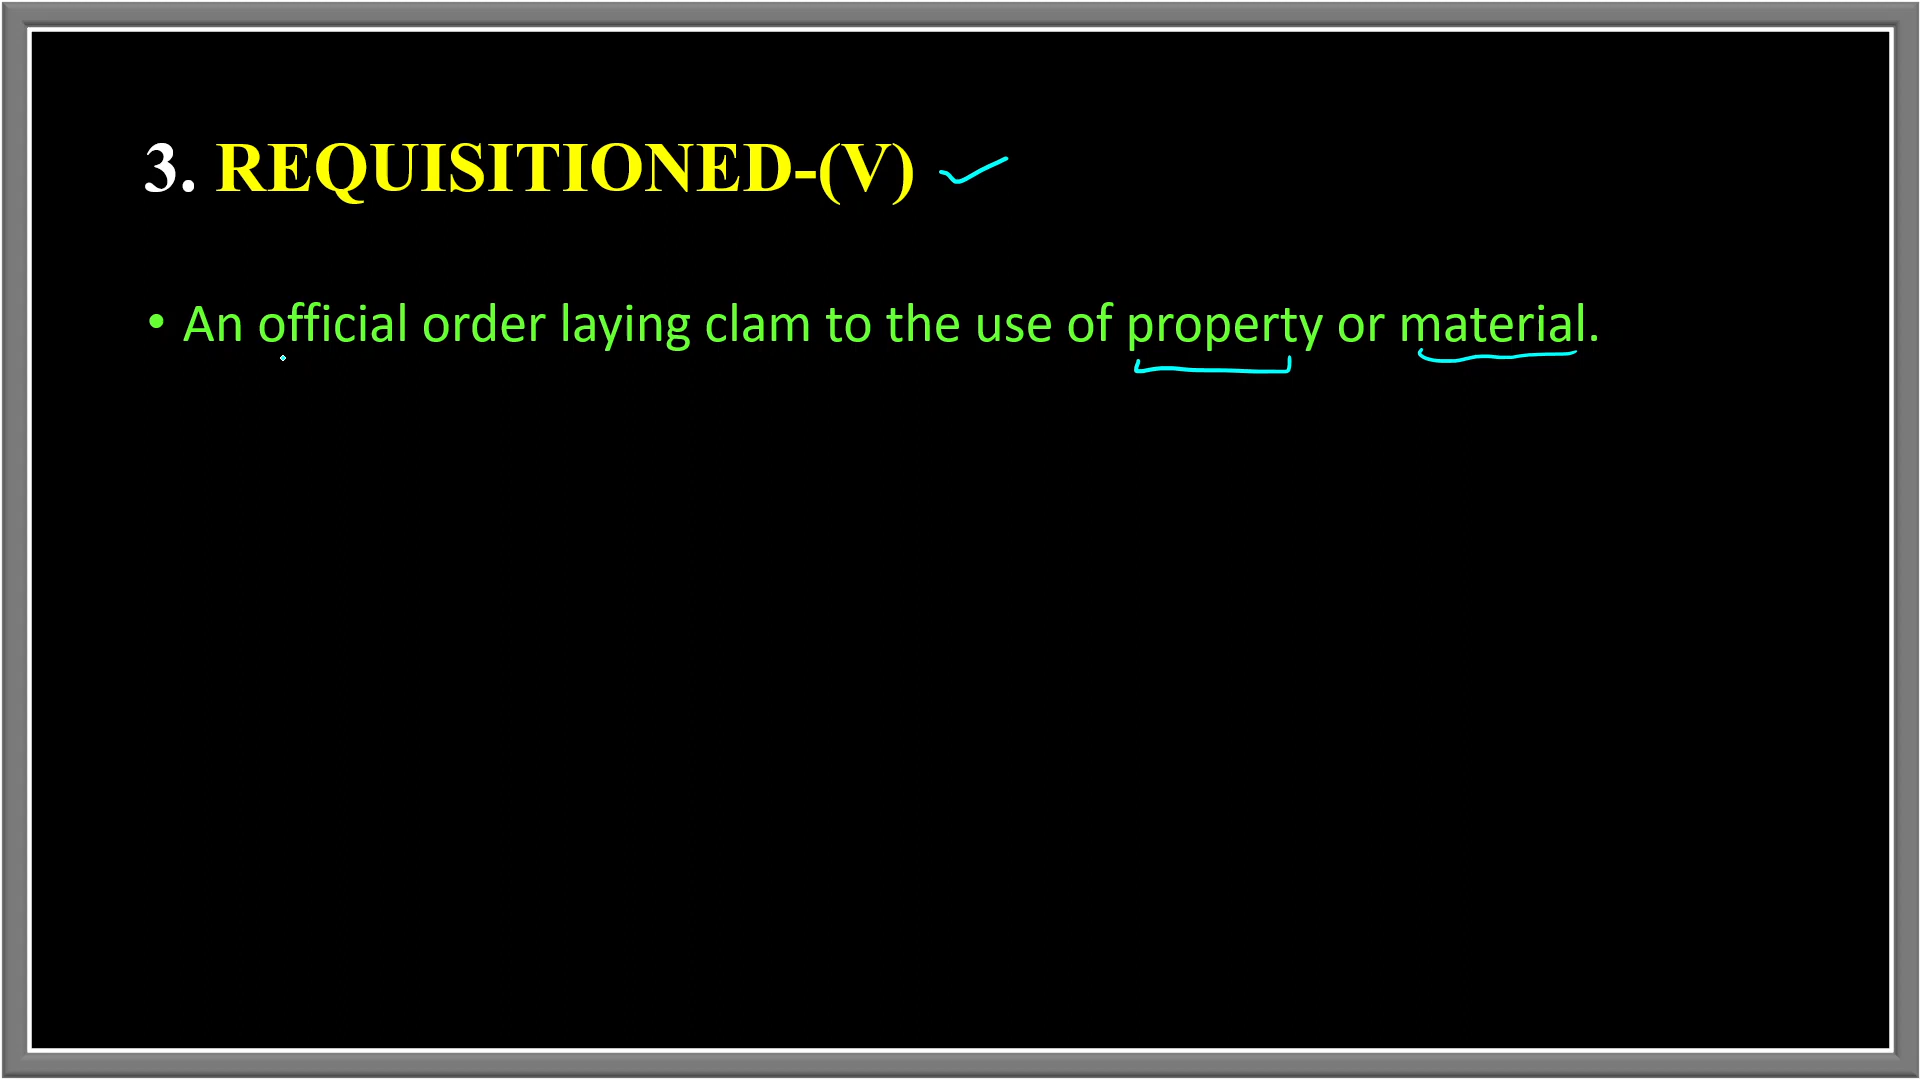 3. REQUISITIONED-(V)
• An official order laying clam to the use of property or material.